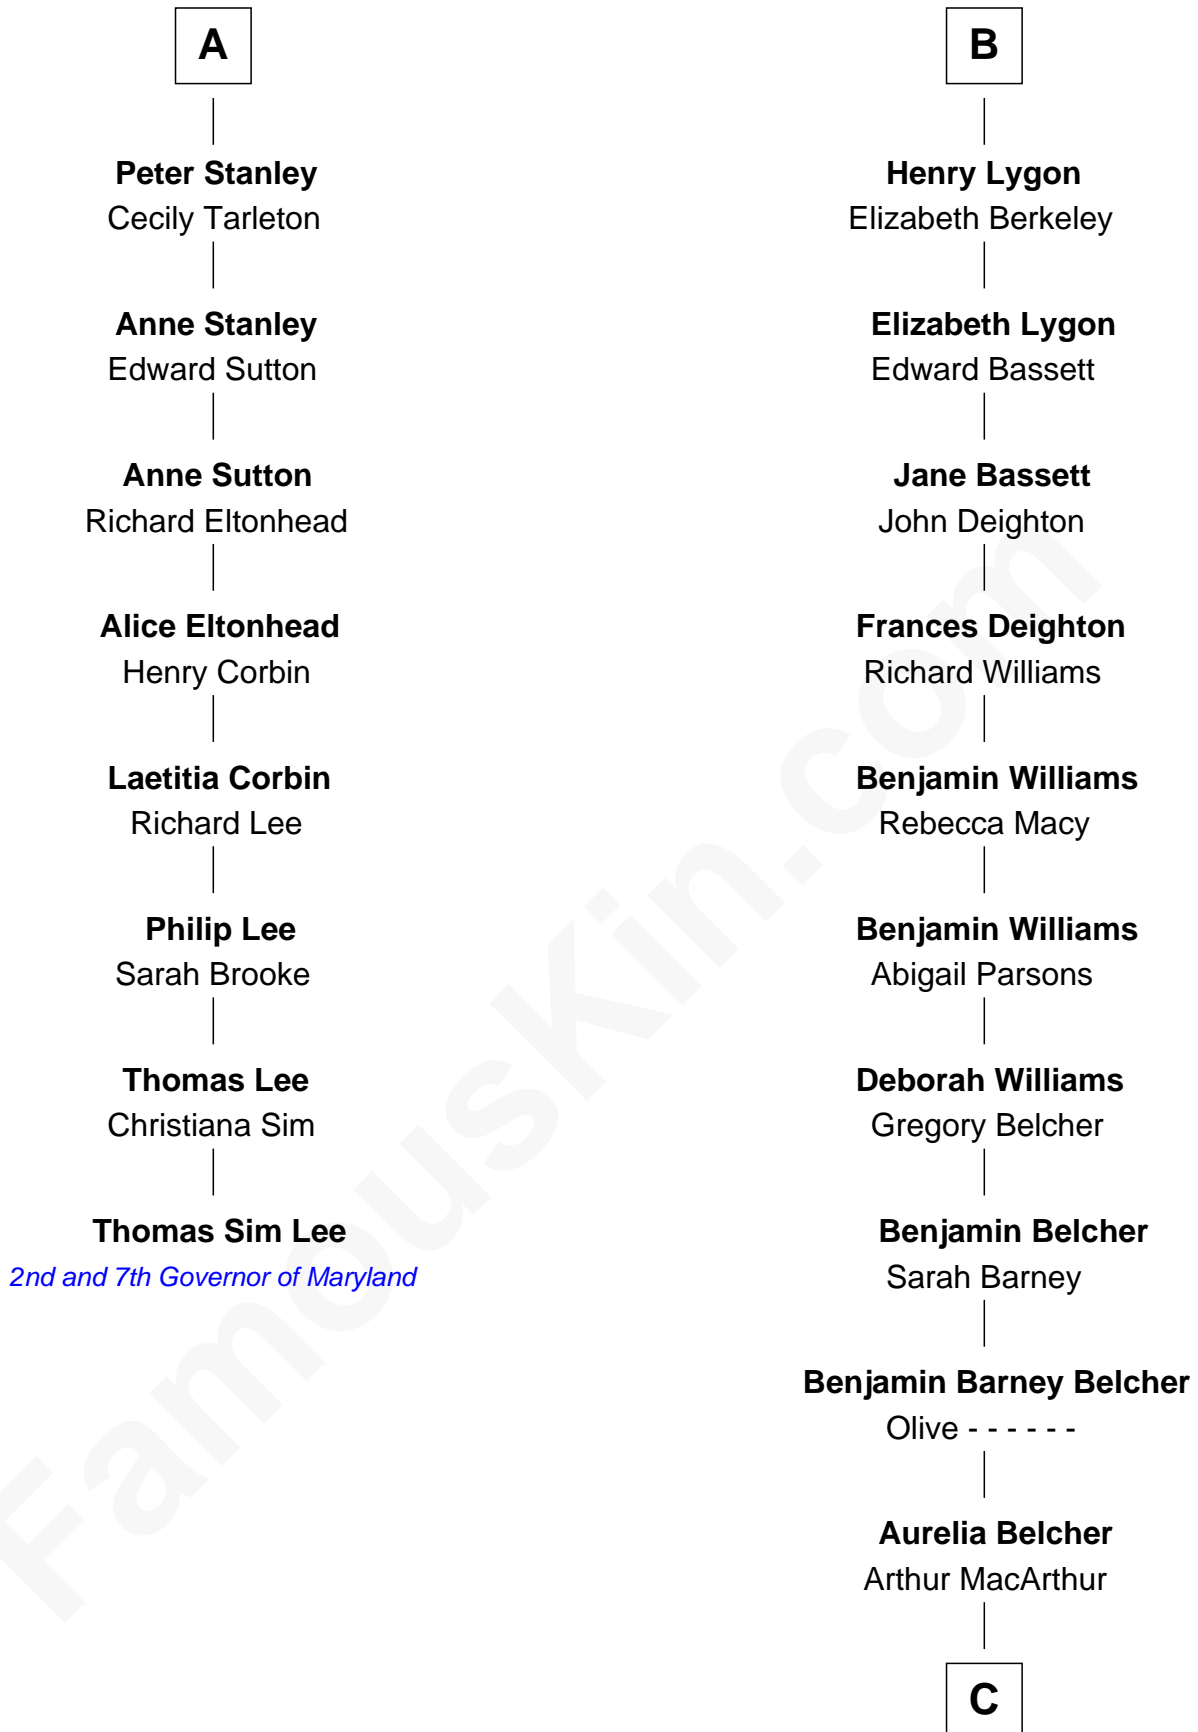 A
Peter Stanley
Cecily Tarleton
Anne Stanley
Edward Sutton
Anne Sutton
Richard Eltonhead
Alice Eltonhead
Henry Corbin
Laetitia Corbin
Richard Lee
Philip Lee
Sarah Brooke
Thomas Lee
Christiana Sim
Thomas Sim Lee
2nd and 7th Governor of Maryland
B
Henry Lygon
Elizabeth Berkeley
Elizabeth Lygon
Edward Bassett
Jane Bassett
John Deighton
Frances Deighton
Richard Williams
Benjamin Williams
Rebecca Macy
Benjamin Williams
Abigail Parsons
Deborah Williams
Gregory Belcher
Benjamin Belcher
Sarah Barney
Benjamin Barney Belcher
Olive - - - - - -
Aurelia Belcher
Arthur MacArthur
C
FamousKin.com